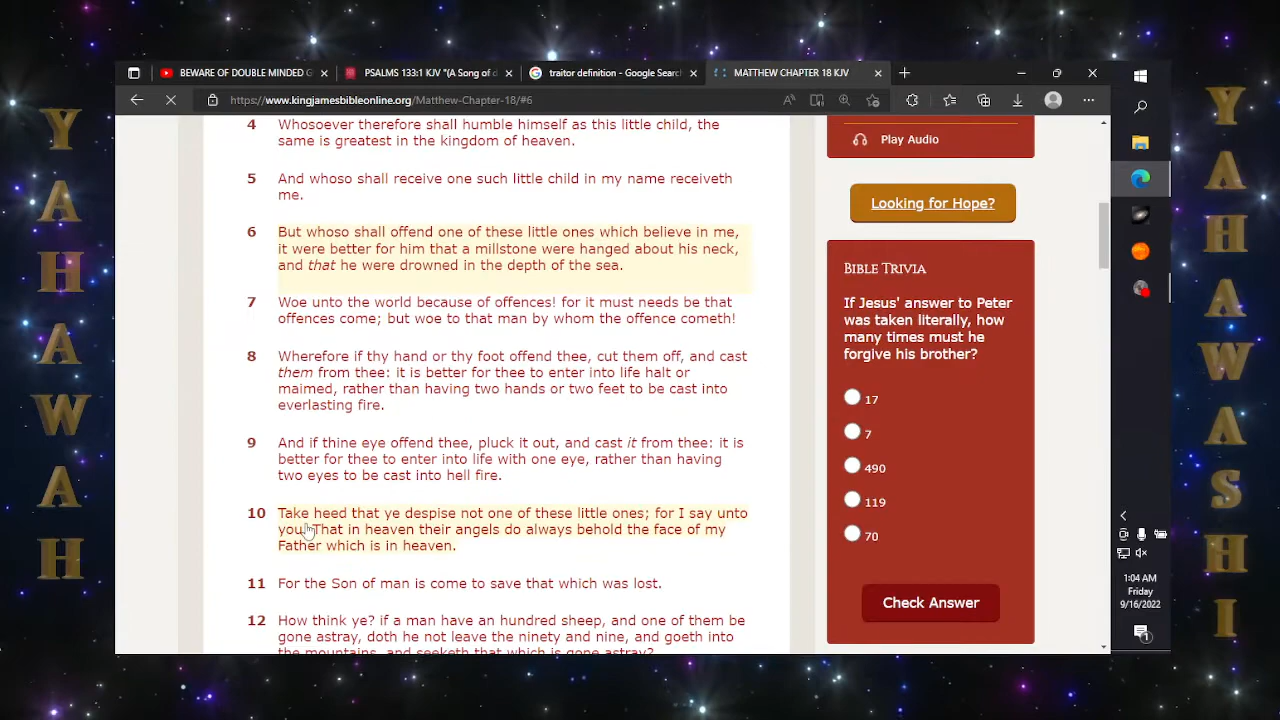 BEWARE OF DOUBLE MINDED G
PSALMS 133:1 KJV "(A Song of d
traitor definition - Google Searc
MATTHEW CHAPTER 18 KJV
https://www.kingjamesbibleonline.org/Matthew-Chapter-18/#6
4 Whosoever therefore shall humble himself as this little child, the
same is greatest in the kingdom of heaven.
5 And whoso shall receive one such little child in my name receiveth
me.
6 But whoso shall offend one of these little ones which believe in me,
it were better for him that a millstone were hanged about his neck,
and that he were drowned in the depth of the sea.
7 Woe unto the world because of offences! for it must needs be that
offences come; but woe to that man by whom the offence cometh!
8 Wherefore if thy hand or thy foot offend thee, cut them off, and cast
them from thee: it is better for thee to enter into life halt or
maimed, rather than having two hands or two feet to be cast into
everlasting fire.
9 And if thine eye offend thee, pluck it out, and cast it from thee: it is
better for thee to enter into life with one eye, rather than having
two eyes to be cast into hell fire.
10 Take heed that ye despise not one of these little ones; for I say unto
you, That in heaven their angels do always behold the face of my
Father which is in heaven.
11 For the Son of man is come to save that which was lost.
12 How think ye? if a man have an hundred sheep, and one of them be
gone astray, doth he not leave the ninety and nine, and goeth into
the mountains, and seeketh that which is gone astray?
Play Audio
Looking for Hope?
BIBLE TRIVIA
If Jesus' answer to Peter
was taken literally, how
many times must he
forgive his brother?
17
7
490
119
70
Check Answer
1:04 AM
Friday
9/16/2022
1
YAHAWAH
YAHAWASHI